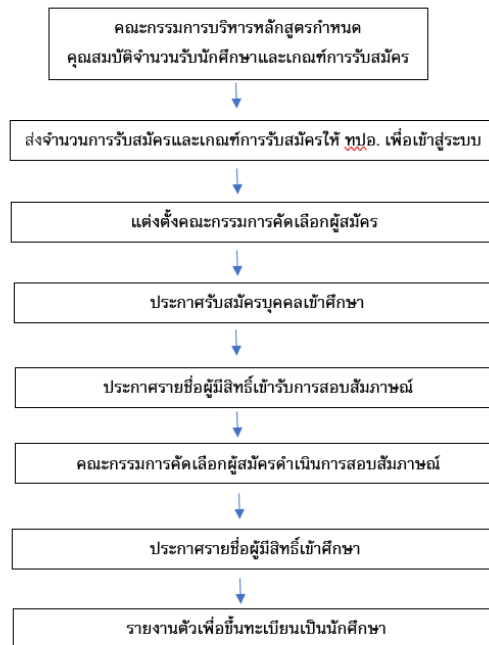 คณะกรรมการบริหารหลักสูตรกำหนด
คุณสมบัติจำนวนรับนักศึกษาและเกณฑ์การรับสมัคร
ส่งจำนวนการรับสมัครและเกณฑ์การรับสมัครให้ ทปอ. เพื่อเข้าสู่ระบบ
แต่งตั้งคณะกรรมการคัดเลือกผู้สมัคร
ประกาศรับสมัครบุคคลเข้าศึกษา
ประกาศรายชื่อผู้มีสิทธิ์เข้ารับการสอบสัมภาษณ์
คณะกรรมการคัดเลือกผู้สมัครดำเนินการสอบสัมภาษณ์
ประกาศรายชื่อผู้มีสิทธิ์เข้าศึกษา
รายงานตัวเพื่อขึ้นทะเบียนเป็นนักศึกษา